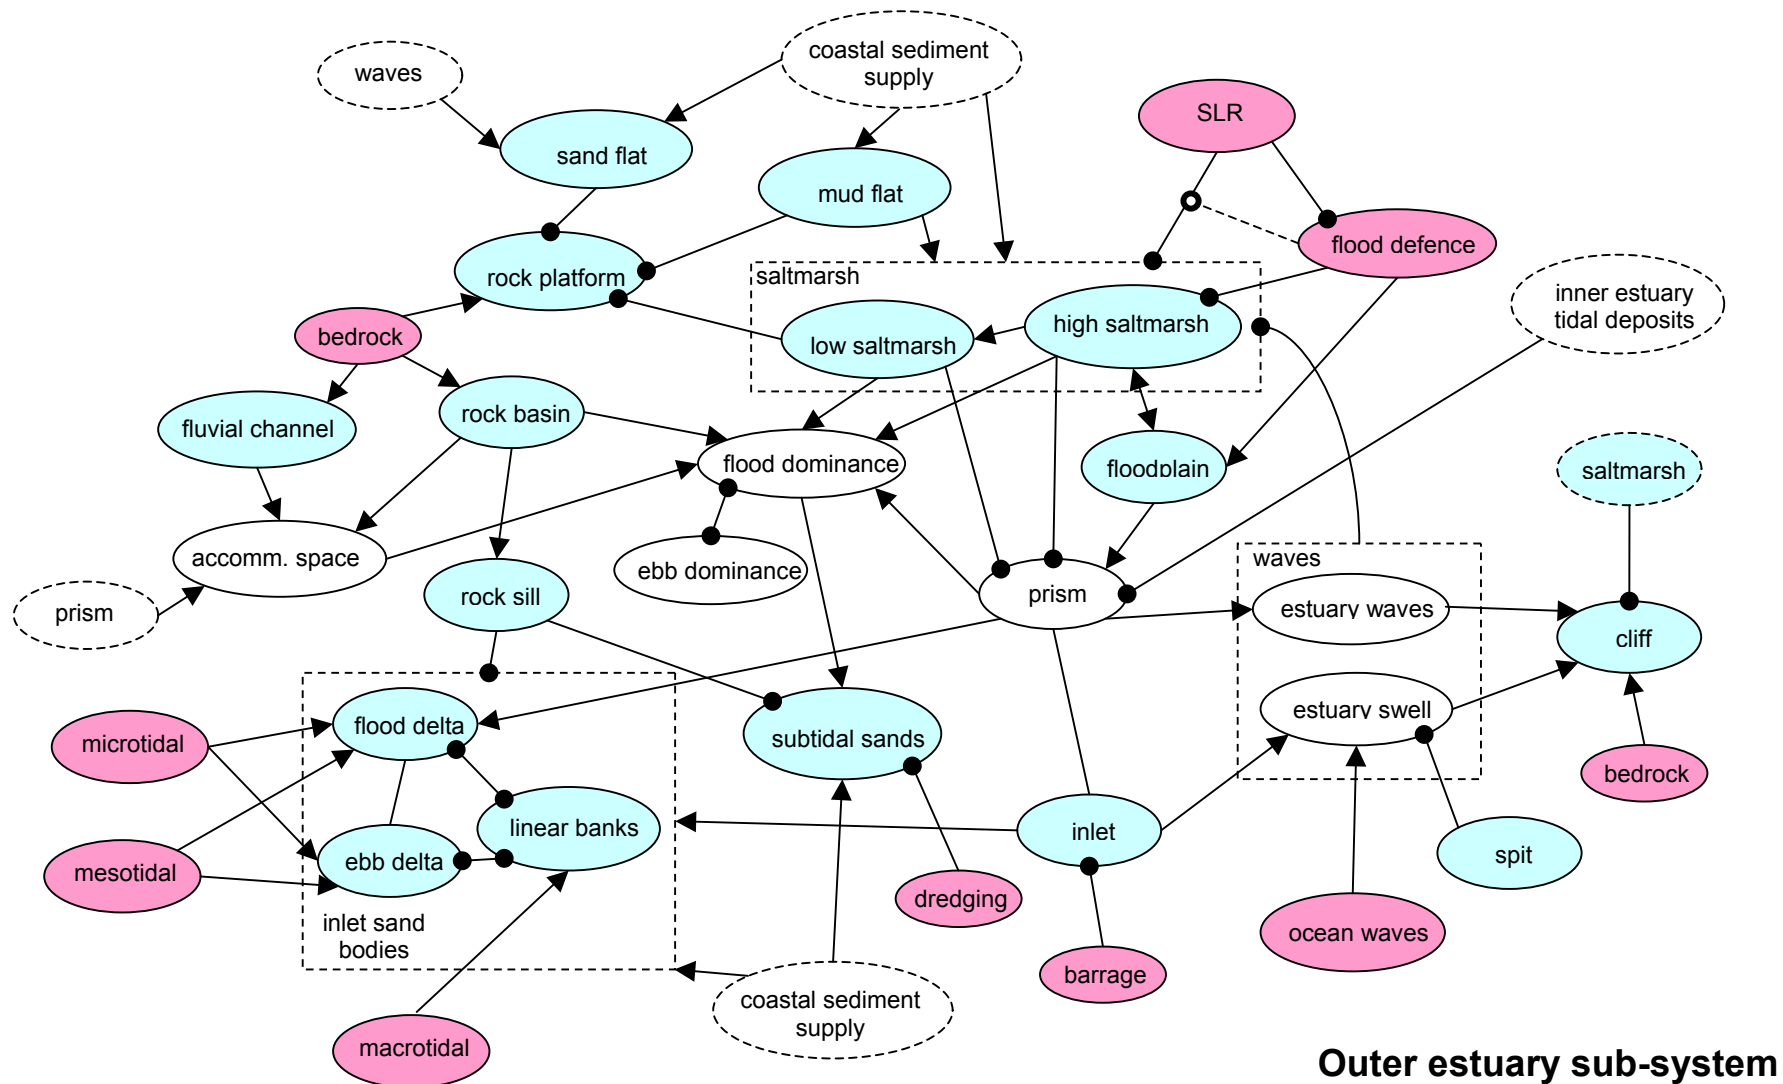 coastal sediment
supply
waves
SLR
sand flat
mud flat
flood defence
rock platform
saltmarsh
inner estuary
tidal deposits
high saltmarsh
bedrock
low saltmarsh
rock basin
fluvial channel
flood dominance
floodplain
saltmarsh
accomm. space
ebb dominance
waves
rock sill
prism
estuary waves
prism
cliff
flood delta
estuary swell
microtidal
subtidal sands
bedrock
linear banks
inlet
ebb delta
spit
mesotidal
dredging
inlet sand
bodies
ocean waves
barrage
coastal sediment
supply
macrotidal
Outer estuary sub-system